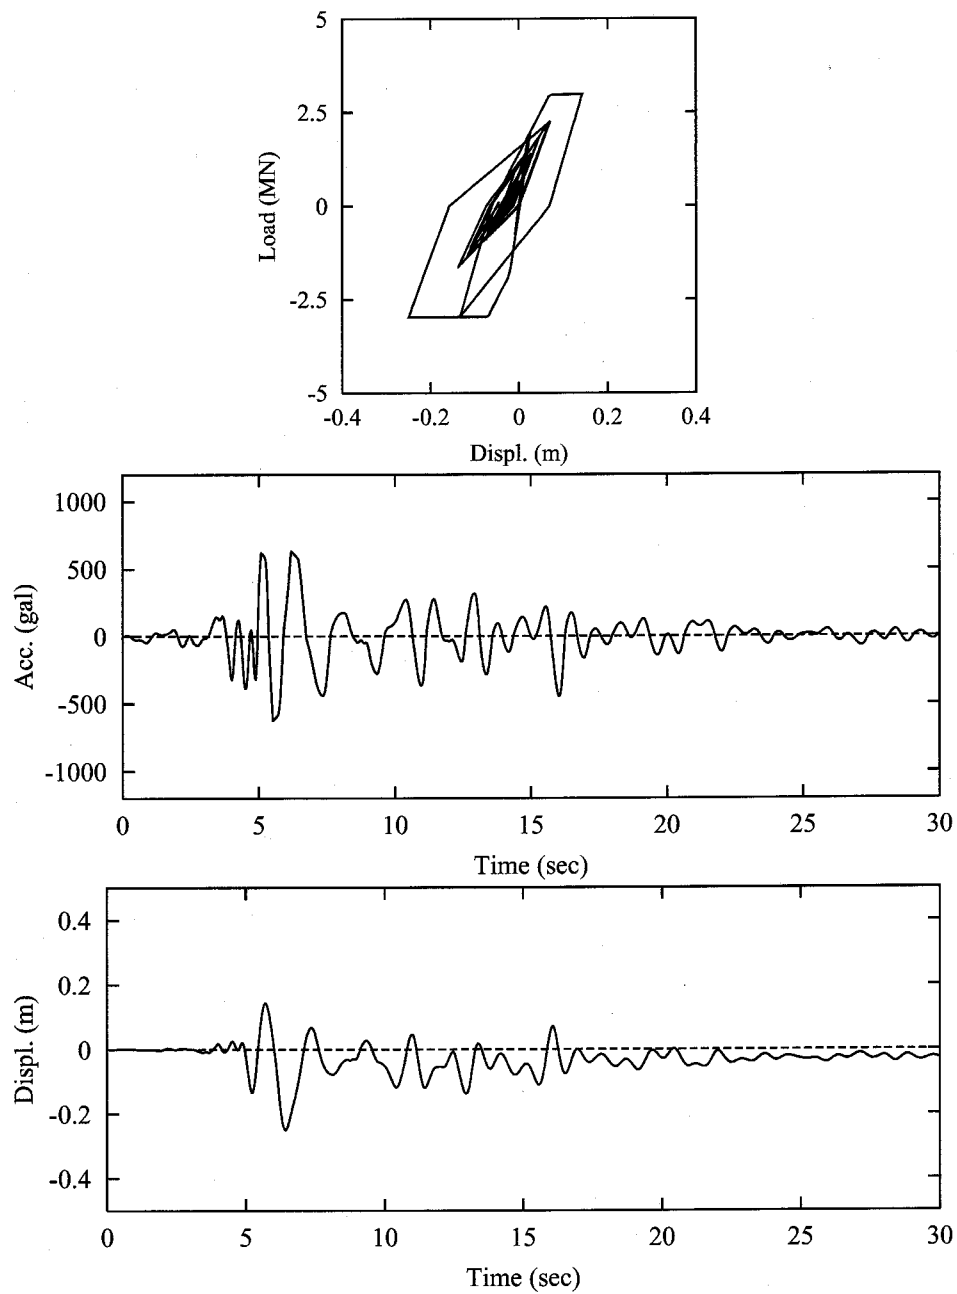 5
2.5
0
-2.5
-5
Load (MN)
-0.4 -0.2 0 0.2 0.4
Displ. (m)
1000
500
0
-500
-1000
Acc. (gal)
0 5 10 15 20 25 30
Time (sec)
0.4
0.2
0
-0.2
-0.4
Displ. (m)
0 5 10 15 20 25 30
Time (sec)